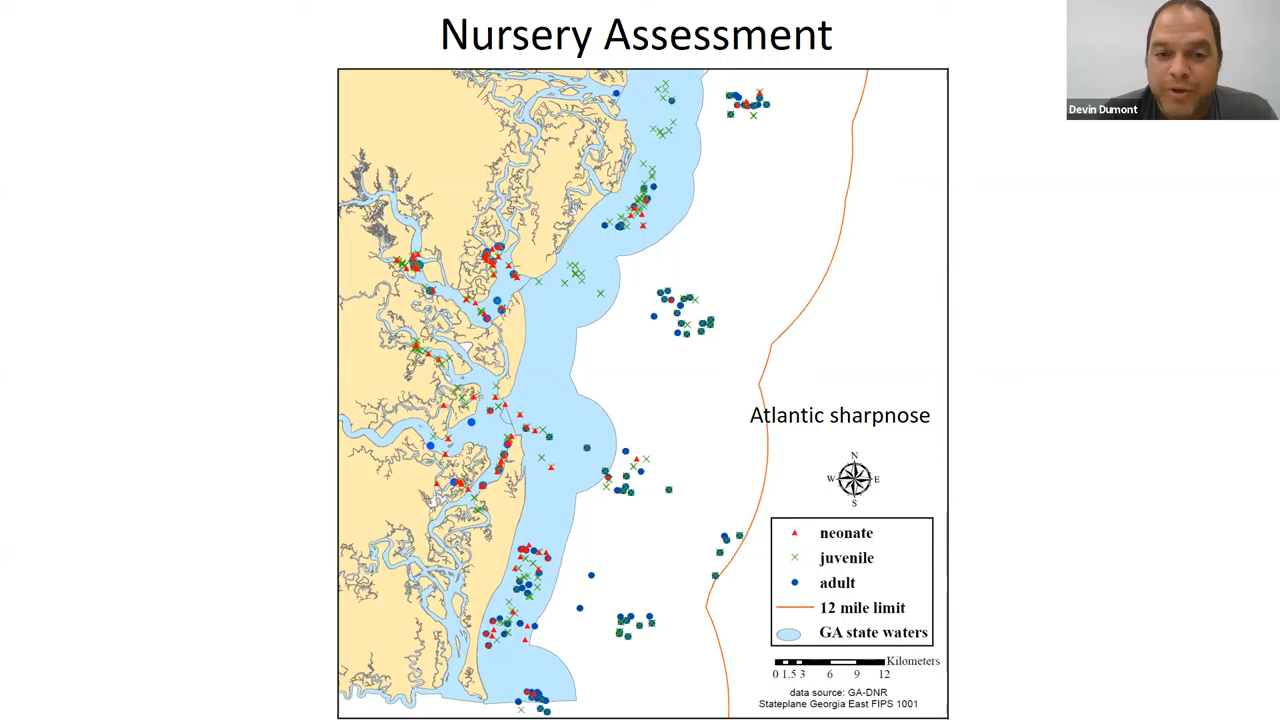 Nursery Assessment
Devin Dumont
Atlantic sharpnose
N
W E
S
neonate
juvenile
adult
12 mile limit
GA state waters
Kilometers
0 1.5 3 6 9 12
data source: GA-DNR
Stateplane Georgia East FIPS 1001